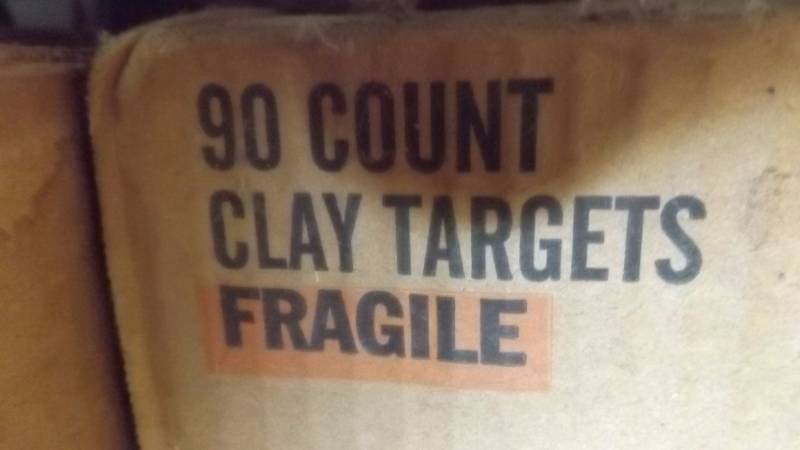 90 COUNT
CLAY TARGETS
FRAGILE